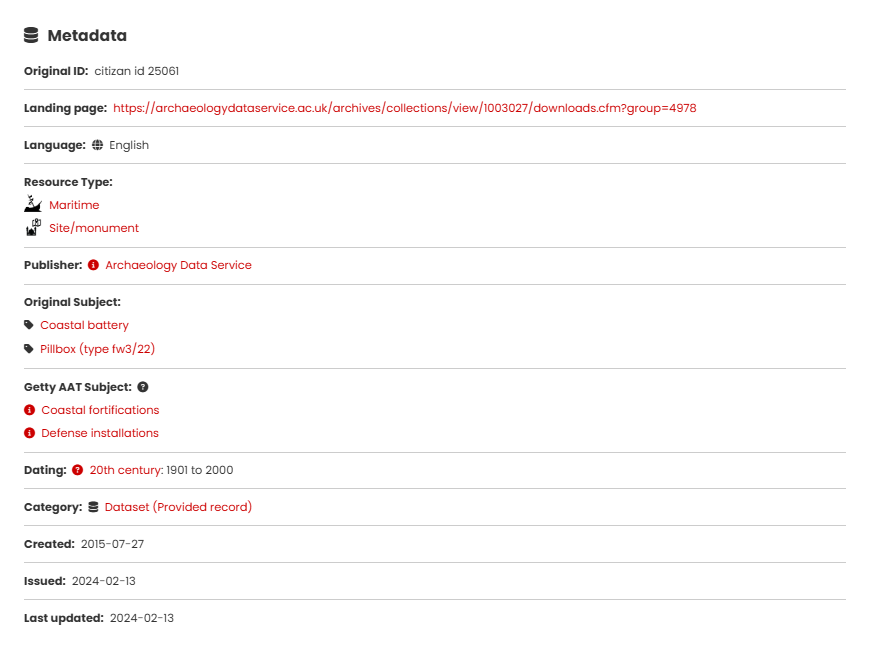 Metadata
Original ID: citizan id 25061
Landing page: https://archaeologydataservice.ac.uk/archives/collections/view/1003027/downloads.cfm?group=4978
Language: English
Resource Type:
Maritime
Site/monument
Publisher: Archaeology Data Service
Original Subject:
Coastal battery
Pillbox (type fw3/22)
Getty AAT Subject:
Coastal fortifications
Defense installations
Dating: 20th century: 1901 to 2000
Category: Dataset (Provided record)
Created: 2015-07-27
Issued: 2024-02-13
Last updated: 2024-02-13